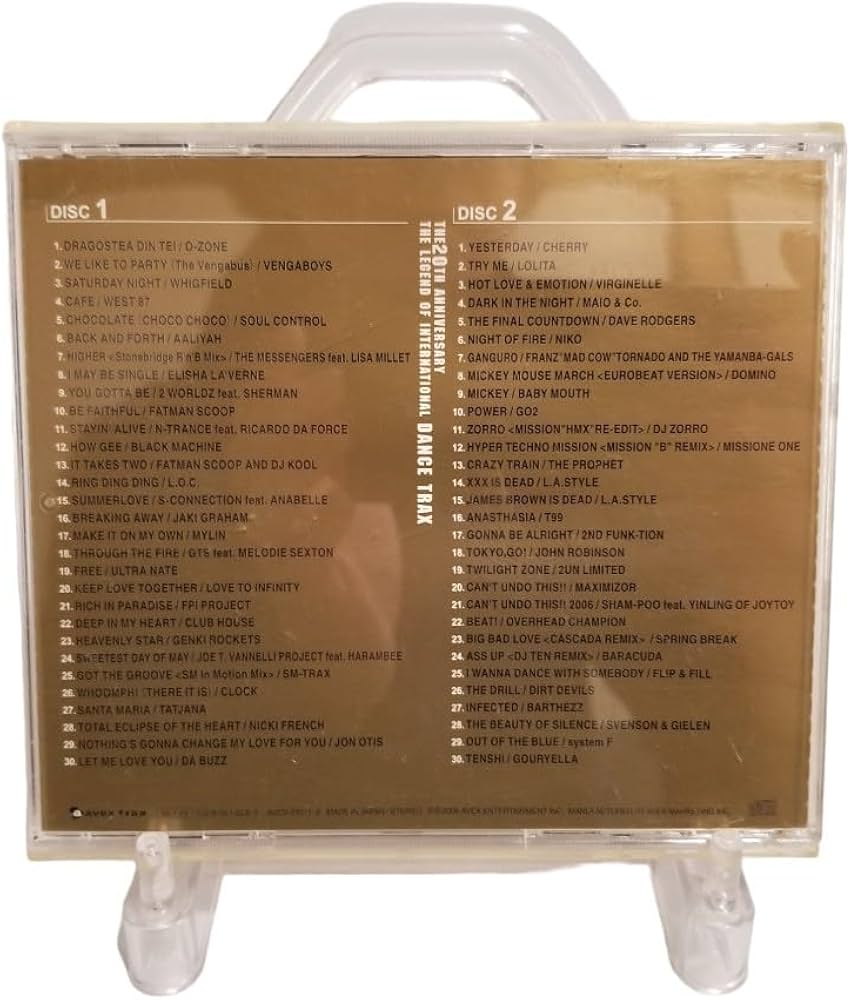 DISC 1
1. DRAGOSTEA DIN TEI / O-ZONE
2. WE LIKE TO PARTY (The Vengabus) / VENGABOYS
3. SATURDAY NIGHT / WHIGFIELD
4. CAFE / WEST 87
5. CHOCOLATE (CHOCO CHOCO) / SOUL CONTROL
6. BACK AND FORTH / AALIYAH
7. HIGHER <Stonebridge R'n'B Mix> / THE MESSENGERS feat. LISA MILLET
8. I MAY BE SINGLE / ELISHA LA'VERNE
9. YOU GOTTA BE / 2 WORLDZ feat. SHERMAN
10. BE FAITHFUL / FATMAN SCOOP
11. STAYIN' ALIVE / N-TRANCE feat. RICARDO DA FORCE
12. HOW GEE / BLACK MACHINE
13. IT TAKES TWO / FATMAN SCOOP AND DJ KOOL
14. RING DING DING / L.O.C.
15. SUMMERLOVE / S-CONNECTION feat. ANABELLE
16. BREAKING AWAY / JAKI GRAHAM
17. MAKE IT ON MY OWN / MYLIN
18. THROUGH THE FIRE / GTS feat. MELODIE SEXTON
19. FREE / ULTRA NATE
20. KEEP LOVE TOGETHER / LOVE TO INFINITY
21. RICH IN PARADISE / FPI PROJECT
22. DEEP IN MY HEART / CLUB HOUSE
23. HEAVENLY STAR / GENKI ROCKETS
24. SWEETEST DAY OF MAY / JOE T. VANNELLI PROJECT feat. HARAMBEE
25. GOT THE GROOVE <SM In Motion Mix> / SM-TRAX
26. WHOOMPH! (THERE IT IS) / CLOCK
27. SANTA MARIA / TATJANA
28. TOTAL ECLIPSE OF THE HEART / NICKI FRENCH
29. NOTHING'S GONNA CHANGE MY LOVE FOR YOU / JON OTIS
30. LET ME LOVE YOU / DA BUZZ
THE 20TH ANNIVERSARY
THE LEGEND OF INTERNATIONAL DANCE TRAX
DISC 2
1. YESTERDAY / CHERRY
2. TRY ME / LOLITA
3. HOT LOVE & EMOTION / VIRGINELLE
4. DARK IN THE NIGHT / MAIO & Co.
5. THE FINAL COUNTDOWN / DAVE RODGERS
6. NIGHT OF FIRE / NIKO
7. GANGURO / FRANZ"MAD COW"TORNADO AND THE YAMANBA-GALS
8. MICKEY MOUSE MARCH <EUROBEAT VERSION> / DOMINO
9. MICKEY / BABY MOUTH
10. POWER / GO2
11. ZORRO <MISSION"HMX"RE-EDIT> / DJ ZORRO
12. HYPER TECHNO MISSION <MISSION "B" REMIX> / MISSIONE ONE
13. CRAZY TRAIN / THE PROPHET
14. XXX IS DEAD / L.A.STYLE
15. JAMES BROWN IS DEAD / L.A.STYLE
16. ANASTHASIA / T99
17. GONNA BE ALRIGHT / 2ND FUNK-TION
18. TOKYO,GO! / JOHN ROBINSON
19. TWILIGHT ZONE / 2UN LIMITED
20. CAN'T UNDO THIS!! / MAXIMIZOR
21. CAN'T UNDO THIS!! 2006 / SHAM-POO feat. YINLING OF JOYTOY
22. BEAT! / OVERHEAD CHAMPION
23. BIG BAD LOVE <CASCADA REMIX> / SPRING BREAK
24. ASS UP <DJ TEN REMIX> / BARACUDA
25. I WANNA DANCE WITH SOMEBODY / FLIP & FILL
26. THE DRILL / DIRT DEVILS
27. INFECTED / BARTHEZZ
28. THE BEAUTY OF SILENCE / SVENSON & GIELEN
29. OUT OF THE BLUE / system F
30. TENSHI / GOURYELLA
avex trax
MADE IN JAPAN
AVEX ENTERTAINMENT INC.